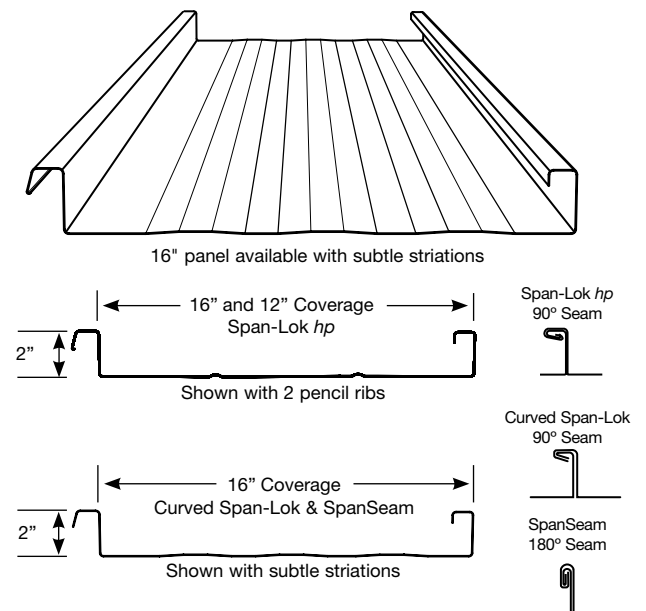 16" panel available with subtle striations
16” and 12” Coverage
Span-Lok hp
2”
Shown with 2 pencil ribs
Span-Lok hp
90º Seam
Curved Span-Lok
90º Seam
16” Coverage
Curved Span-Lok & SpanSeam
2”
Shown with subtle striations
SpanSeam
180º Seam